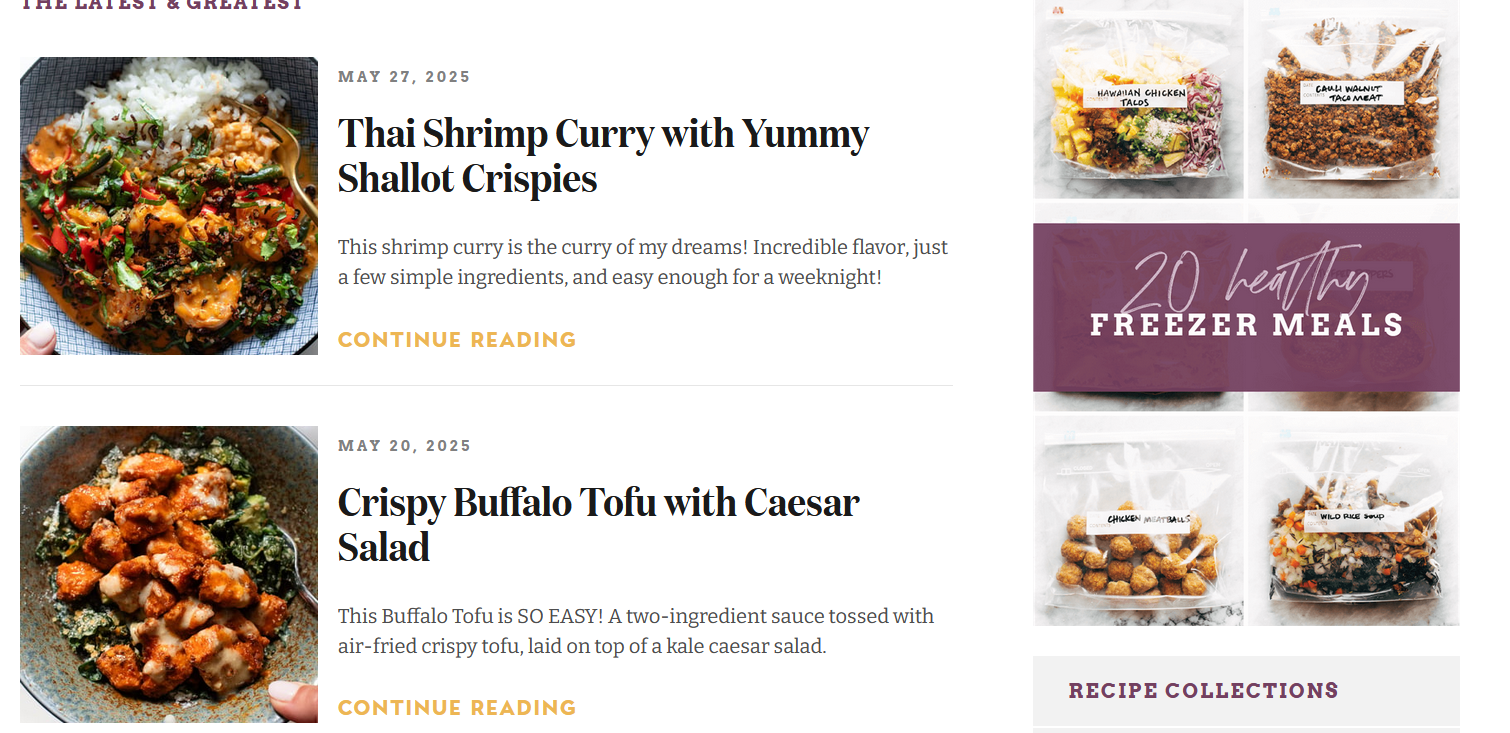 THE LATEST & GREATEST
MAY 27, 2025
Thai Shrimp Curry with Yummy
Shallot Crispies
This shrimp curry is the curry of my dreams! Incredible flavor, just
a few simple ingredients, and easy enough for a weeknight!
CONTINUE READING
MAY 20, 2025
Crispy Buffalo Tofu with Caesar
Salad
This Buffalo Tofu is SO EASY! A two-ingredient sauce tossed with
air-fried crispy tofu, laid on top of a kale caesar salad.
CONTINUE READING
HAWAIIAN CHICKEN
TACOS
CAULI WALNUT
TACO MEAT
20 healthy
FREEZER MEALS
CHICKEN MEATBALLS
WILD RICE SOUP
RECIPE COLLECTIONS